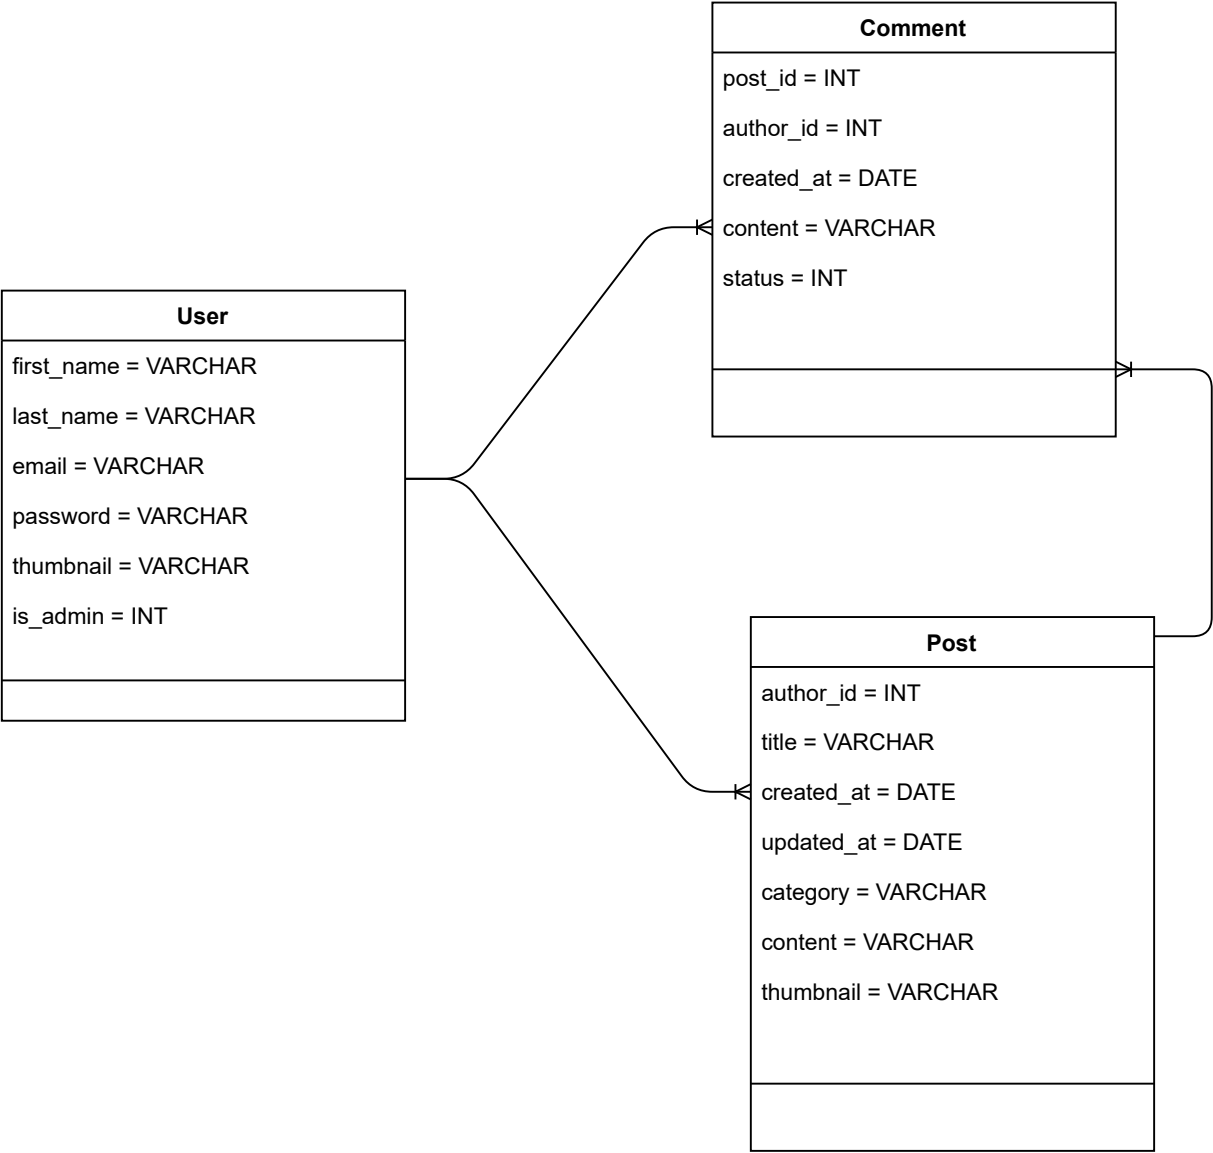 Comment
post_id = INT
author_id = INT
created_at = DATE
content = VARCHAR
status = INT
User
first_name = VARCHAR
last_name = VARCHAR
email = VARCHAR
password = VARCHAR
thumbnail = VARCHAR
is_admin = INT
Post
author_id = INT
title = VARCHAR
created_at = DATE
updated_at = DATE
category = VARCHAR
content = VARCHAR
thumbnail = VARCHAR